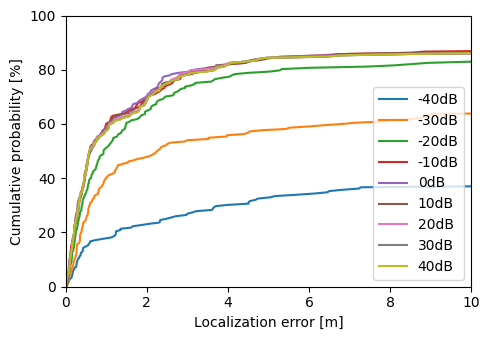 100
80
60
40
20
0
Cumulative probability [%]
-40dB
-30dB
-20dB
-10dB
0dB
10dB
20dB
30dB
40dB
0 2 4 6 8 10
Localization error [m]